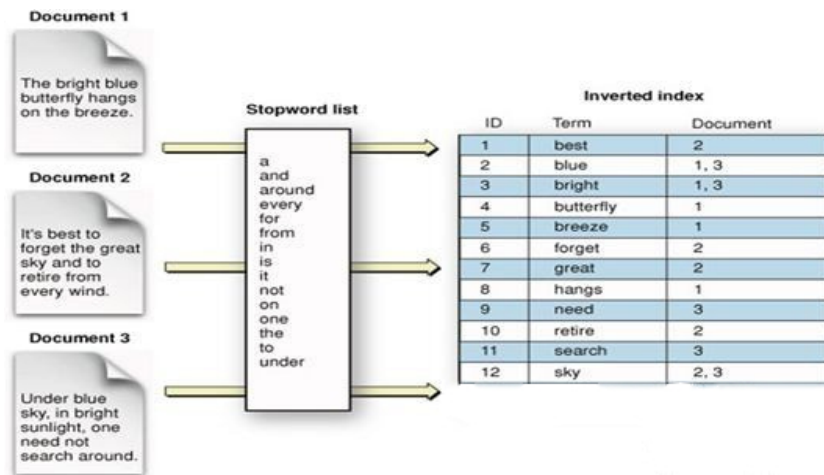 Document 1
The bright blue
butterfly hangs
on the breeze.
Document 2
It's best to
forget the great
sky and to
retire from
every wind.
Document 3
Under blue
sky, in bright
sunlight, one
need not
search around.
Stopword list
a
and
around
every
for
from
in
is
it
not
on
one
the
to
under
Inverted index
ID Term Document
1 best 2
2 blue 1, 3
3 bright 1, 3
4 butterfly 1
5 breeze 1
6 forget 2
7 great 2
8 hangs 1
9 need 3
10 retire 2
11 search 3
12 sky 2, 3